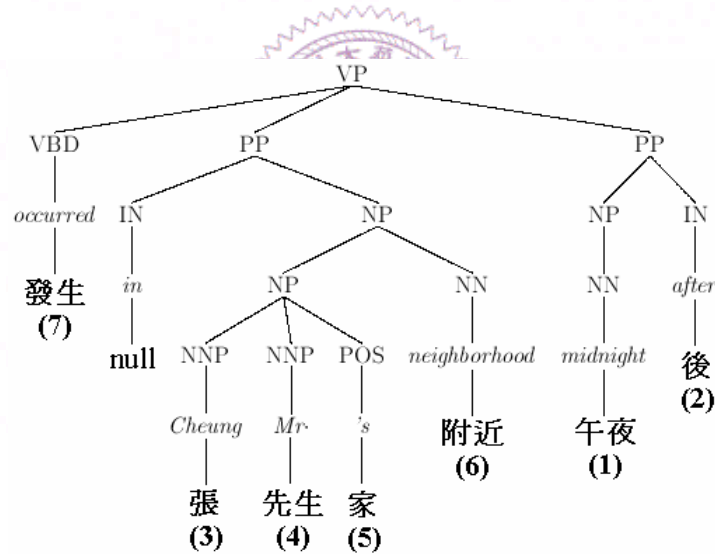 VP
VBD PP PP
occurred IN NP NP IN
發生 in NP NN NN after
(7)
null NNP NNP POS neighborhood midnight 後
(2)
Cheung Mr. 's 附近 午夜
(6) (1)
張 先生 家
(3) (4) (5)